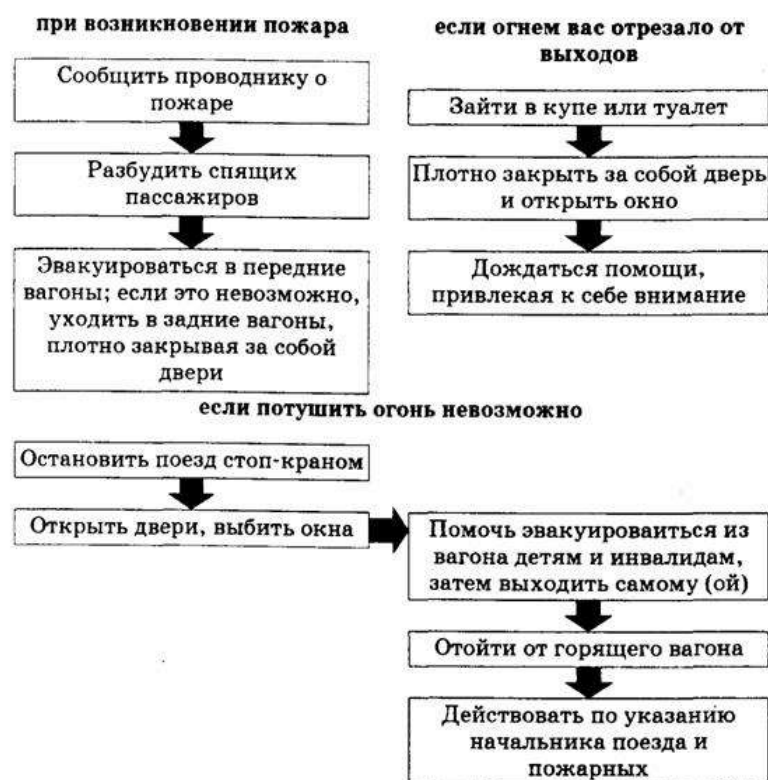 при возникновении пожара
Сообщить проводнику о
пожаре
Разбудить спящих
пассажиров
Эвакуироваться в передние
вагоны; если это невозможно,
уходить в задние вагоны,
плотно закрывая за собой
двери
если огнем вас отрезало от
выходов
Зайти в купе или туалет
Плотно закрыть за собой дверь
и открыть окно
Дождаться помощи,
привлекая к себе внимание
если потушить огонь невозможно
Остановить поезд стоп-краном
Открыть двери, выбить окна
Помочь эвакуироваиться из
вагона детям и инвалидам,
затем выходить самому (ой)
Отойти от горящего вагона
Действовать по указанию
начальника поезда и
пожарных